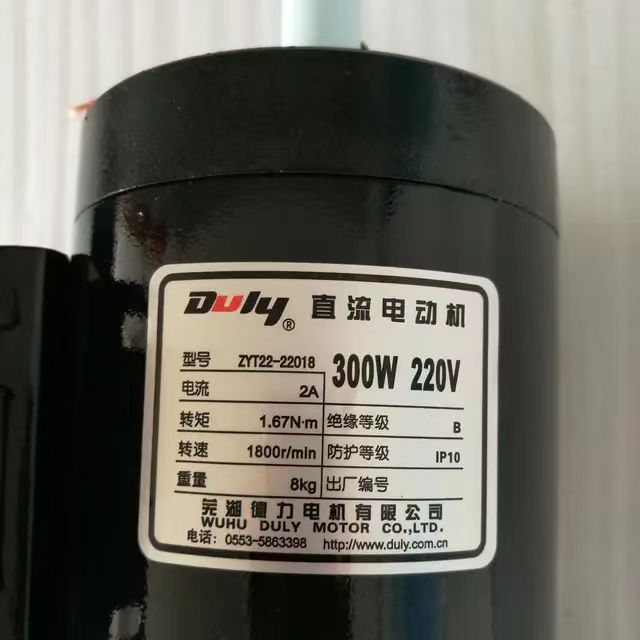 Duly® 直流电动机
型号 ZYT22-22018 300W 220V
电流 2A
转矩 1.67N·m 绝缘等级 B
转速 1800r/min 防护等级 IP10
重量 8kg 出厂编号
芜湖德力电机有限公司
WUHU DULY MOTOR CO.,LTD.
电话：0553-5863398 http://www.duly.com.cn